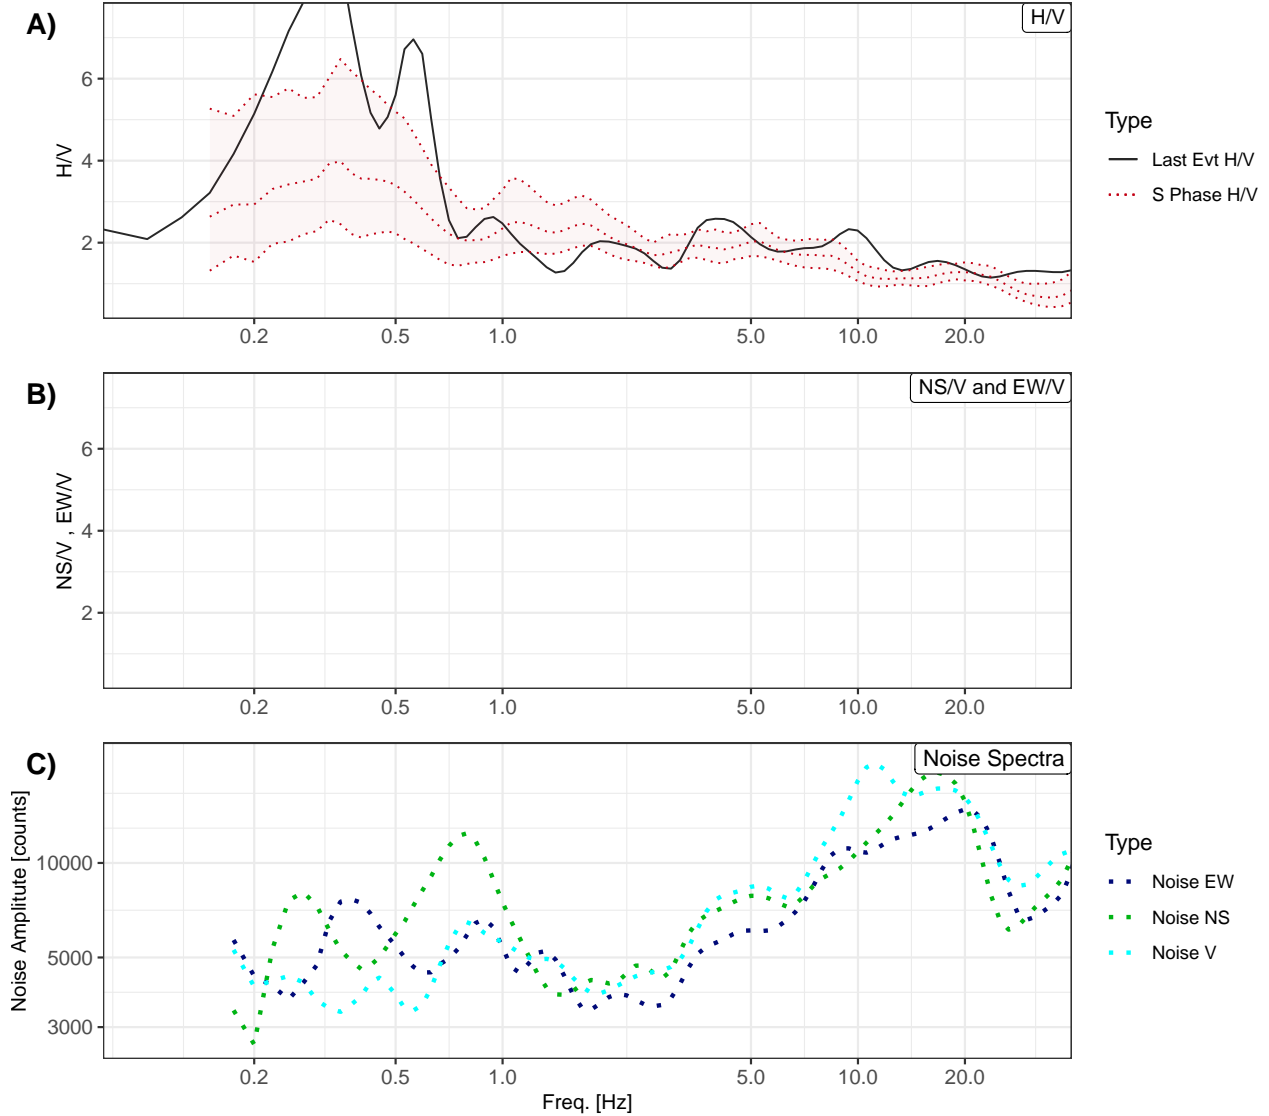 A)
H/V
6
4
2
H/V
0.2
0.5
1.0
5.0
10.0
20.0
Type
Last Evt H/V
S Phase H/V
B)
NS/V and EW/V
6
4
2
NS/V , EW/V
0.2
0.5
1.0
5.0
10.0
20.0
C)
Noise Spectra
10000
5000
3000
Noise Amplitude [counts]
0.2
0.5
1.0
5.0
10.0
20.0
Freq. [Hz]
Type
Noise EW
Noise NS
Noise V